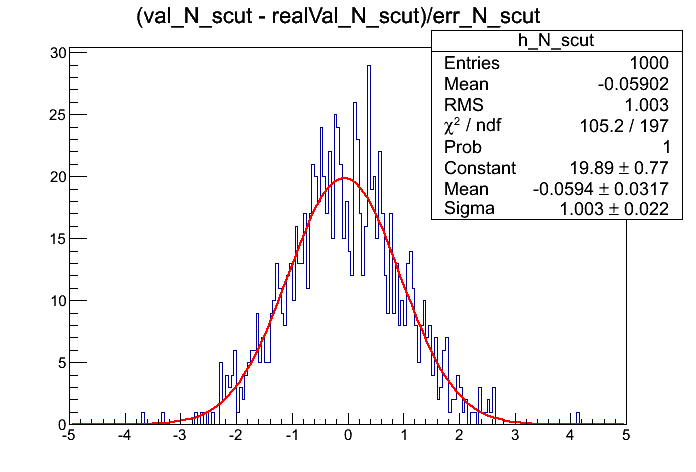 (val_N_scut - realVal_N_scut)/err_N_scut
h_N_scut
Entries 1000
Mean -0.05902
RMS 1.003
χ² / ndf 105.2 / 197
Prob 1
Constant 19.89 ± 0.77
Mean -0.0594 ± 0.0317
Sigma 1.003 ± 0.022
30
25
20
15
10
5
0
-5 -4 -3 -2 -1 0 1 2 3 4 5